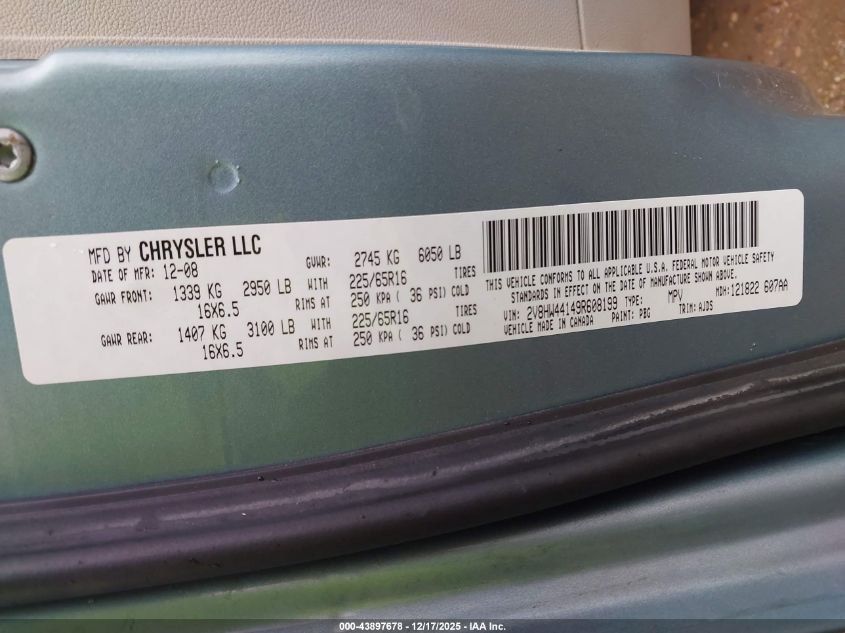 MFD BY CHRYSLER LLC
DATE OF MFR: 12-08
GVWR: 2745 KG 6050 LB
GAWR FRONT: 1339 KG 2950 LB WITH 225/65R16 TIRES
16X6.5 RIMS AT 250 KPA ( 36 PSI) COLD
GAWR REAR: 1407 KG 3100 LB WITH 225/65R16 TIRES
16X6.5 RIMS AT 250 KPA ( 36 PSI) COLD
THIS VEHICLE CONFORMS TO ALL APPLICABLE U.S.A. FEDERAL MOTOR VEHICLE SAFETY
STANDARDS IN EFFECT ON THE DATE OF MANUFACTURE SHOWN ABOVE.
VIN: 2V8HW44149R608199 TYPE: MPV MDH:121822 607AA
VEHICLE MADE IN CANADA PAINT: PBG TRIM:AJDS
000-43897678 - 12/17/2025 - IAA Inc.